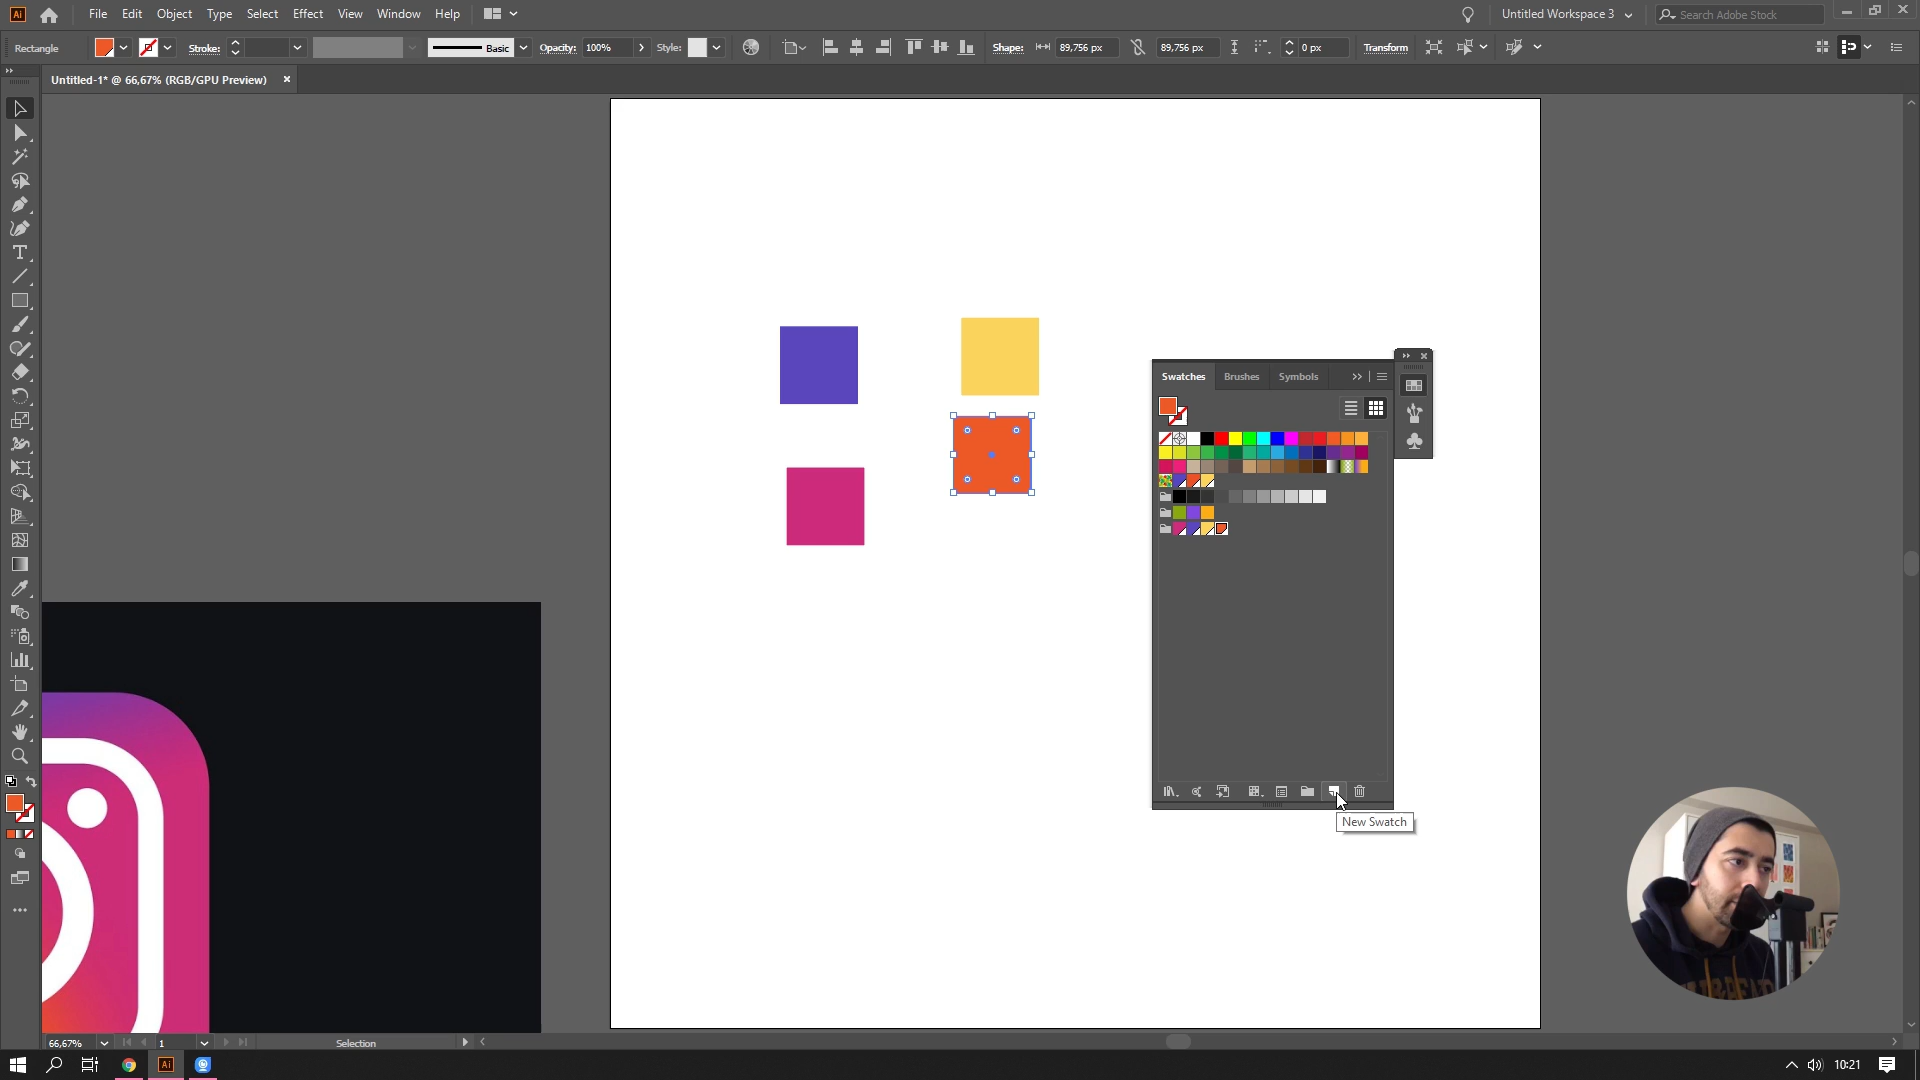 Ai File Edit Object Type Select Effect View Window Help Untitled Workspace 3 Search Adobe Stock
Rectangle Stroke: Basic Opacity: 100% Style: Shape: 89,756 px 89,756 px 0 px Transform
Untitled-1* @ 66,67% (RGB/GPU Preview)
Swatches Brushes Symbols
New Swatch
66,67% 1 Selection
Ai 10:21